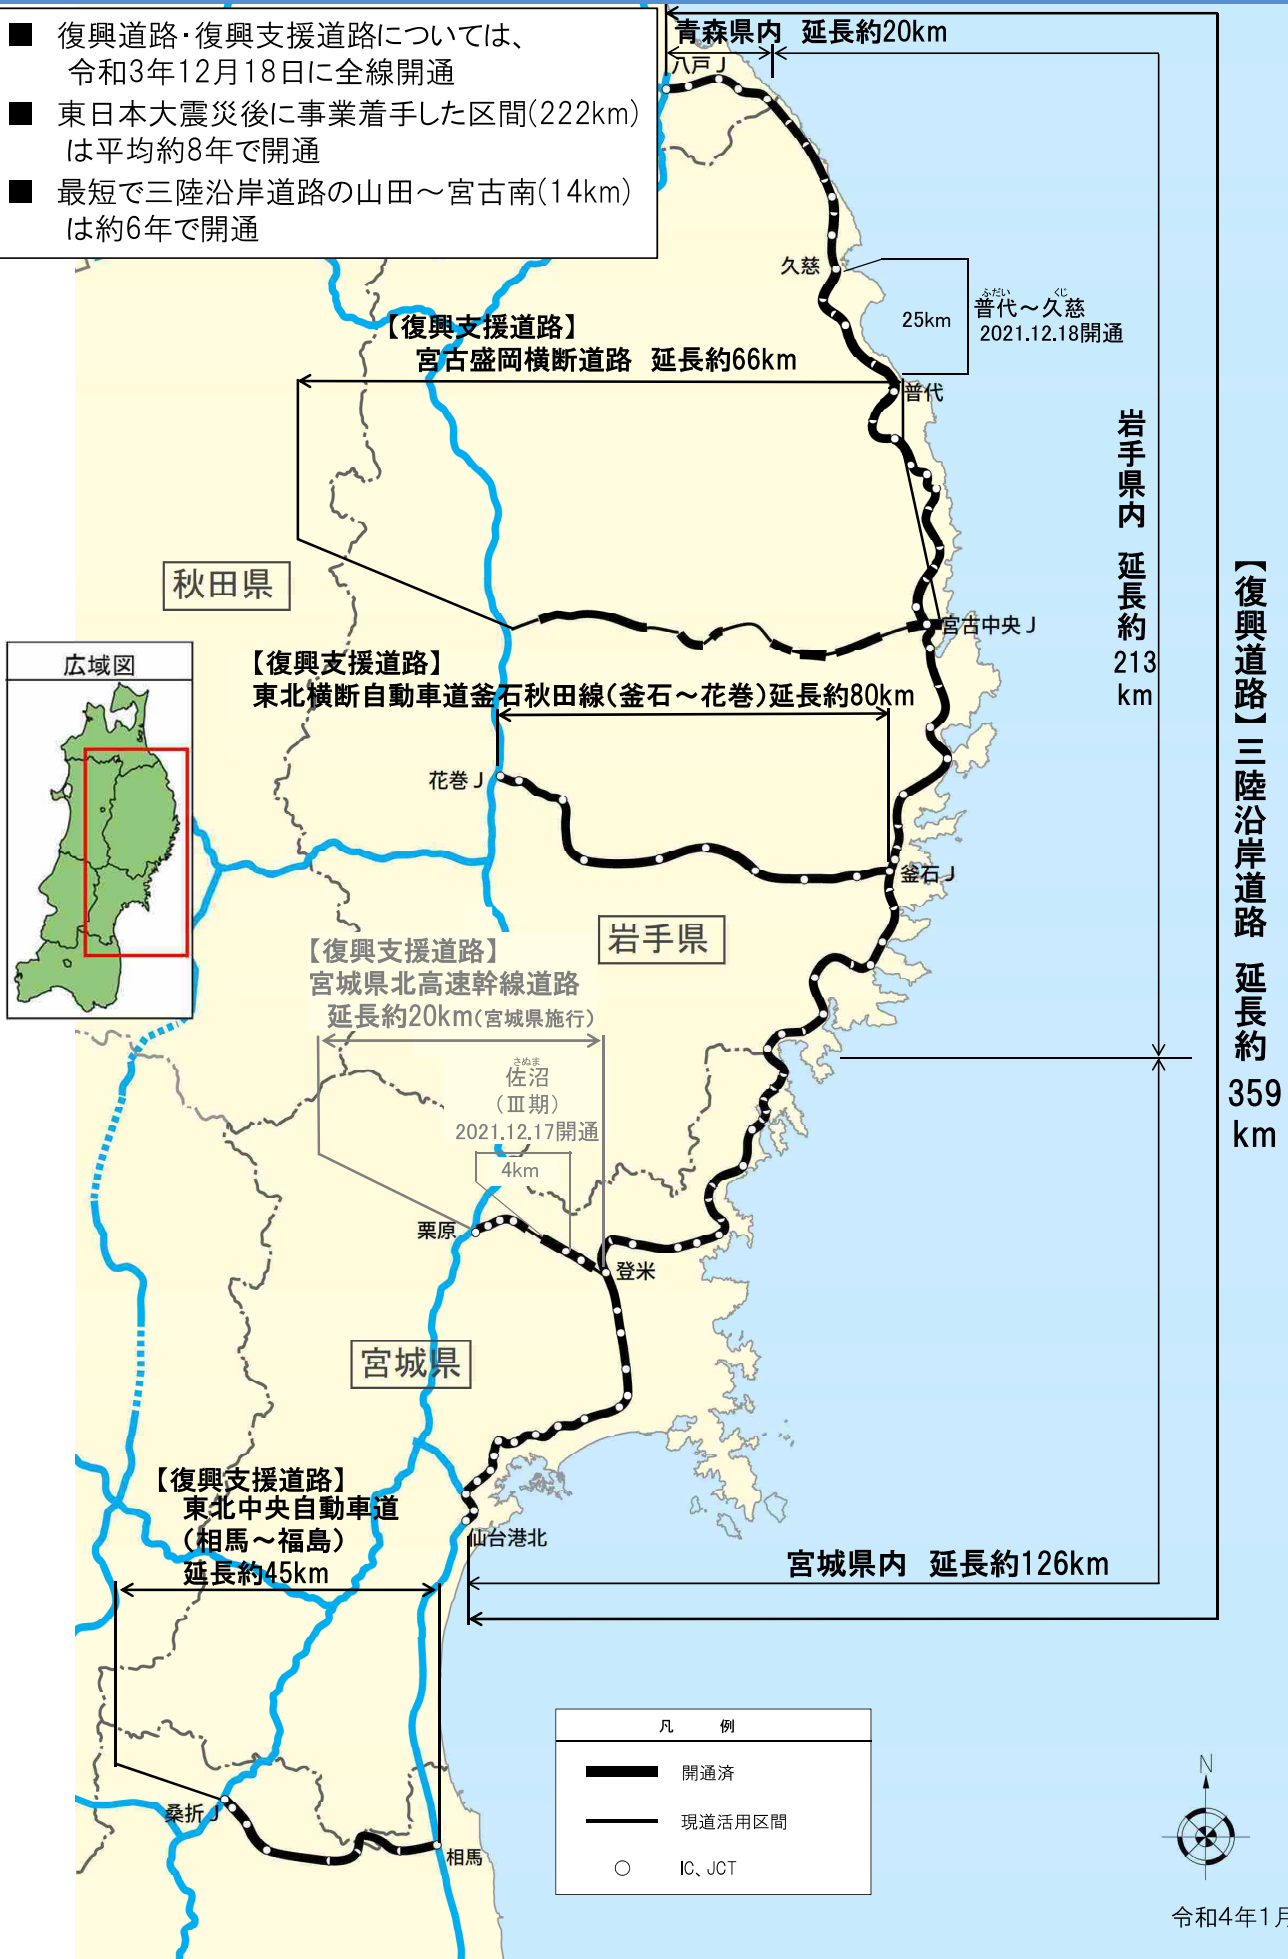 ■ 復興道路・復興支援道路については、
令和3年12月18日に全線開通
■ 東日本大震災後に事業着手した区間(222km)
は平均約8年で開通
■ 最短で三陸沿岸道路の山田～宮古南(14km)
は約6年で開通
青森県内 延長約20km
八戸J
久慈
25km
ふだい くじ
普代～久慈
2021.12.18開通
【復興支援道路】
宮古盛岡横断道路 延長約66km
普代
岩手県内 延長約
213
km
秋田県
宮古中央J
【復興道路】三陸沿岸道路 延長約
359
km
広域図
【復興支援道路】
東北横断自動車道釜石秋田線(釜石～花巻)延長約80km
花巻J
釜石J
岩手県
【復興支援道路】
宮城県北高速幹線道路
延長約20km(宮城県施行)
さぬま
佐沼
(Ⅲ期)
2021.12.17開通
4km
栗原
登米
宮城県
【復興支援道路】
東北中央自動車道
(相馬～福島)
延長約45km
仙台港北
宮城県内 延長約126km
桑折J
相馬
凡 例
開通済
現道活用区間
IC、JCT
N
令和4年1月